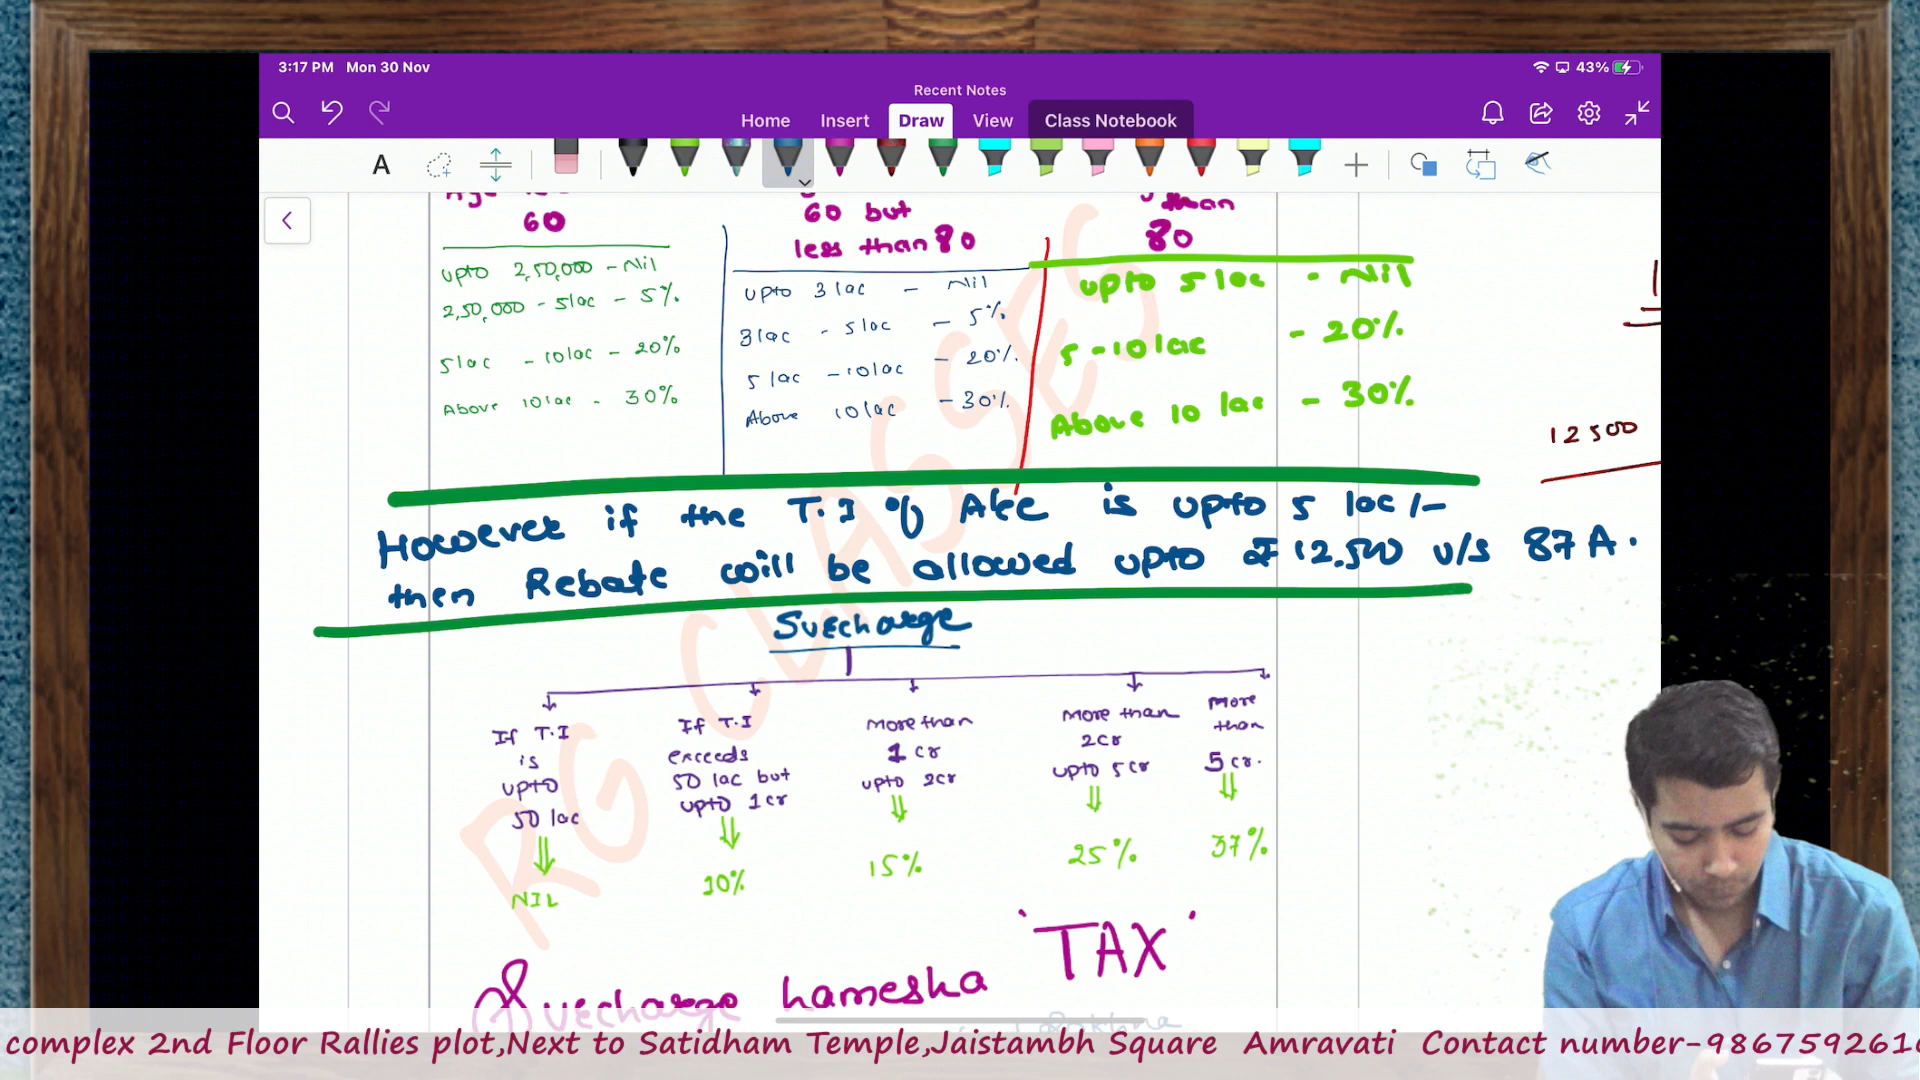 3:17 PM Mon 30 Nov
43%
Recent Notes
Home Insert Draw View Class Notebook
A
60
upto 2,50,000 - Nil
2,50,000 - 5lac - 5%
5lac - 10lac - 20%
Above 10lac - 30%
60 but
less than 80
upto 3 lac - Nil
3lac - 5lac - 5%
5 lac - 10lac - 20%
Above 10lac - 30%
than
80
upto 5 lac - Nil
5 - 10 lac - 20%
Above 10 lac - 30%
12500
However if the T.I of A'ee is upto 5 lac/-
then Rebate will be allowed upto ₹ 12,500 u/s 87A.
Surcharge
If T.I
is
upto
50 lac
NIL
If T.I
exceeds
50 lac but
upto 1 cr
10%
More than
1 cr
upto 2cr
15%
More than
2cr
upto 5cr
25%
More
than
5 cr.
37%
Surcharge hamesha 'TAX'
RG CLASSES
complex 2nd Floor Rallies plot,Next to Satidham Temple,Jaistambh Square Amravati Contact number-986759261